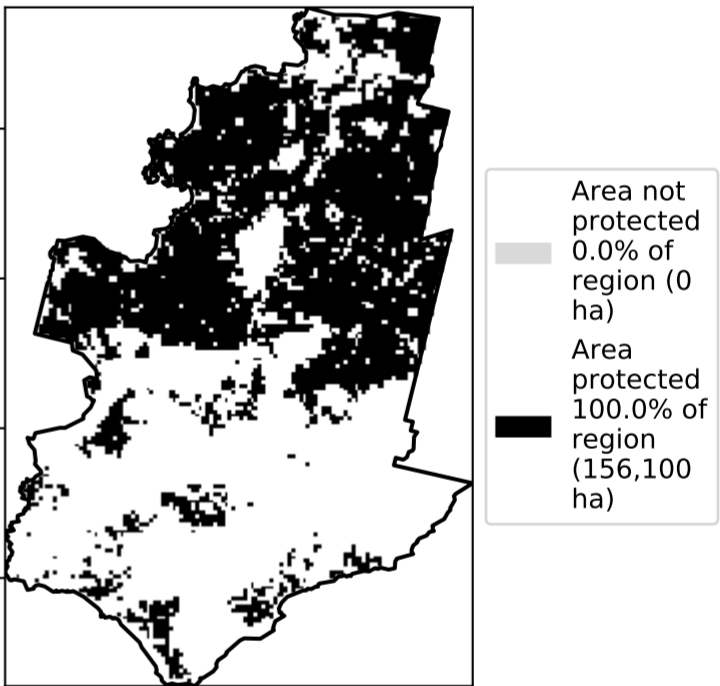 Area not
protected
0.0% of
region (0
ha)
Area
protected
100.0% of
region
(156,100
ha)